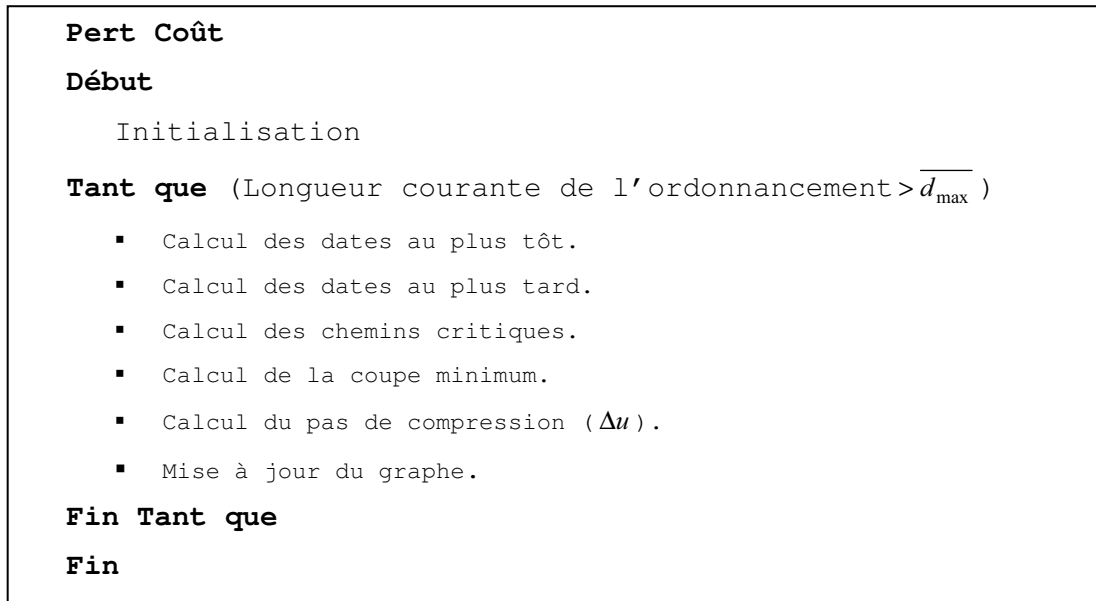 Pert Coût
Début
Initialisation
Tant que (Longueur courante de l'ordonnancement > $\overline{d_{\max}}$ )
▪ Calcul des dates au plus tôt.
▪ Calcul des dates au plus tard.
▪ Calcul des chemins critiques.
▪ Calcul de la coupe minimum.
▪ Calcul du pas de compression ( Δu ).
▪ Mise à jour du graphe.
Fin Tant que
Fin